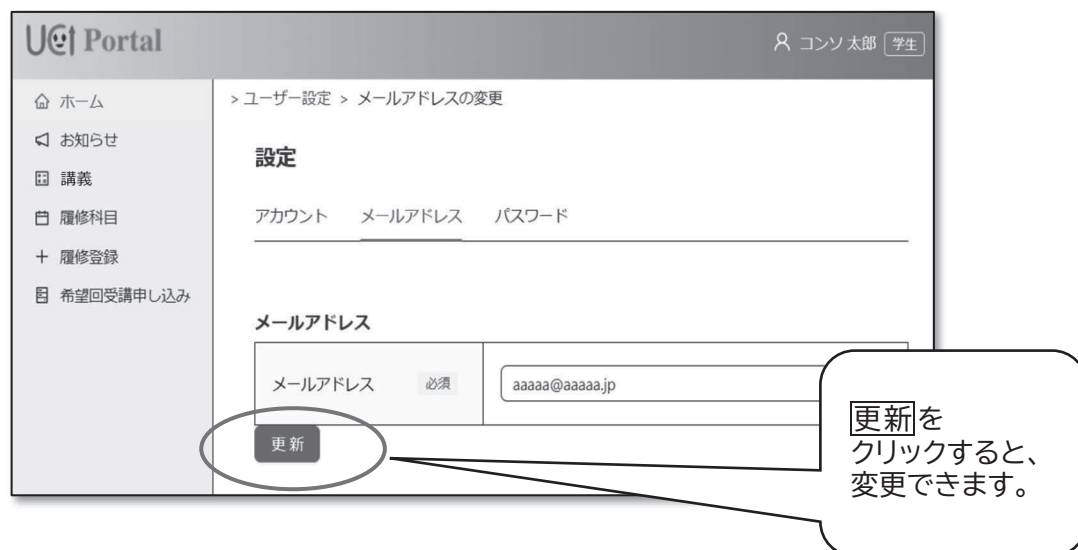 UCI Portal
コンソ 太郎 学生
ホーム
お知らせ
講義
履修科目
履修登録
希望回受講申し込み
> ユーザー設定 > メールアドレスの変更
設定
アカウント メールアドレス パスワード
メールアドレス
メールアドレス 必須 aaaaa@aaaaa.jp
更新
更新を
クリックすると、
変更できます。